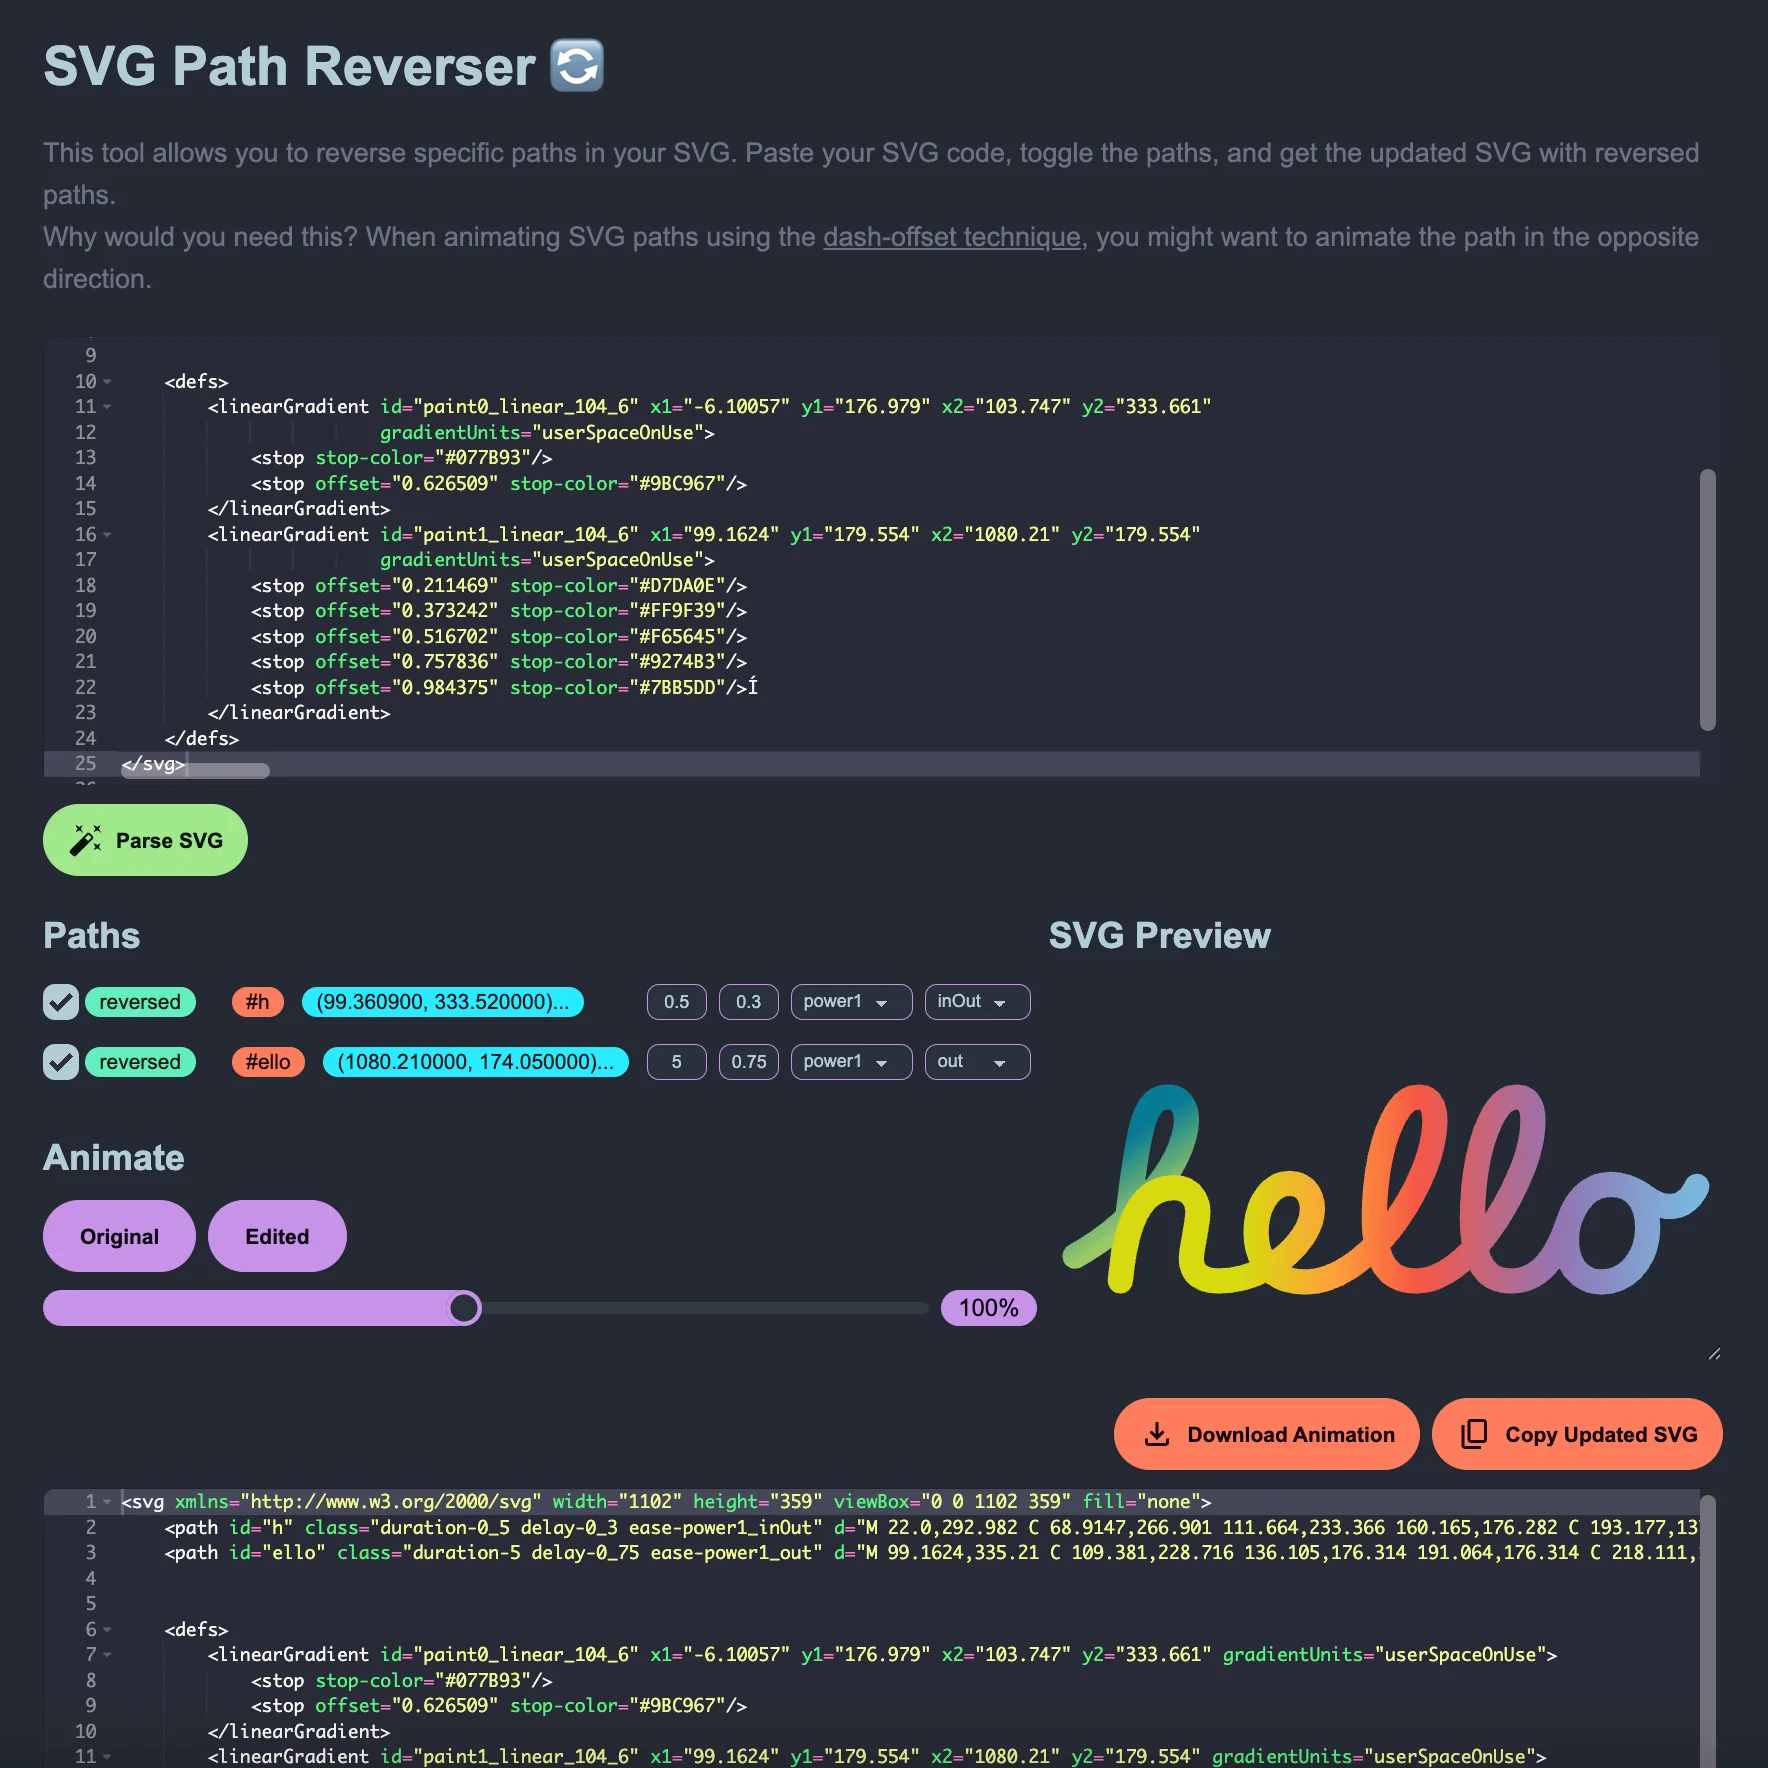 SVG Path Reverser 🔄
This tool allows you to reverse specific paths in your SVG. Paste your SVG code, toggle the paths, and get the updated SVG with reversed
paths.
Why would you need this? When animating SVG paths using the dash-offset technique, you might want to animate the path in the opposite
direction.
9
10 <defs>
11 <linearGradient id="paint0_linear_104_6" x1="-6.10057" y1="176.979" x2="103.747" y2="333.661"
12 gradientUnits="userSpaceOnUse">
13 <stop stop-color="#077B93"/>
14 <stop offset="0.626509" stop-color="#9BC967"/>
15 </linearGradient>
16 <linearGradient id="paint1_linear_104_6" x1="99.1624" y1="179.554" x2="1080.21" y2="179.554"
17 gradientUnits="userSpaceOnUse">
18 <stop offset="0.211469" stop-color="#D7DA0E"/>
19 <stop offset="0.373242" stop-color="#FF9F39"/>
20 <stop offset="0.516702" stop-color="#F65645"/>
21 <stop offset="0.757836" stop-color="#9274B3"/>
22 <stop offset="0.984375" stop-color="#7BB5DD"/>Í
23 </linearGradient>
24 </defs>
25 </svg>
Parse SVG
Paths
reversed #h (99.360900, 333.520000)... 0.5 0.3 power1 inOut
reversed #ello (1080.210000, 174.050000)... 5 0.75 power1 out
Animate
Original Edited
100%
SVG Preview
hello
Download Animation Copy Updated SVG
1 <svg xmlns="http://www.w3.org/2000/svg" width="1102" height="359" viewBox="0 0 1102 359" fill="none">
2 <path id="h" class="duration-0_5 delay-0_3 ease-power1_inOut" d="M 22.0,292.982 C 68.9147,266.901 111.664,233.366 160.165,176.282 C 193.177,13
3 <path id="ello" class="duration-5 delay-0_75 ease-power1_out" d="M 99.1624,335.21 C 109.381,228.716 136.105,176.314 191.064,176.314 C 218.111,
4
5
6 <defs>
7 <linearGradient id="paint0_linear_104_6" x1="-6.10057" y1="176.979" x2="103.747" y2="333.661" gradientUnits="userSpaceOnUse">
8 <stop stop-color="#077B93"/>
9 <stop offset="0.626509" stop-color="#9BC967"/>
10 </linearGradient>
11 <linearGradient id="paint1_linear_104_6" x1="99.1624" y1="179.554" x2="1080.21" y2="179.554" gradientUnits="userSpaceOnUse">